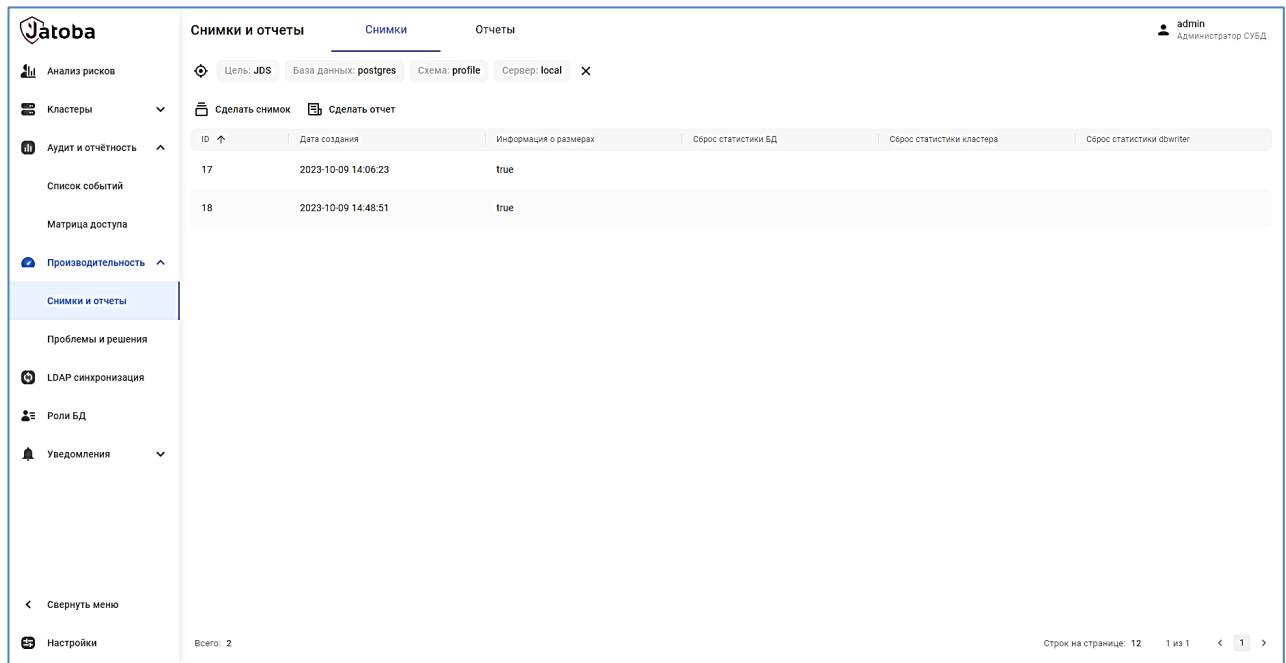 Jatoba
Снимки и отчеты Снимки Отчеты
admin
Администратор СУБД
Анализ рисков
Кластеры
Аудит и отчётность
Список событий
Матрица доступа
Производительность
Снимки и отчеты
Проблемы и решения
LDAP синхронизация
Роли БД
Уведомления
Свернуть меню
Настройки
Цель: JDS База данных: postgres Схема: profile Сервер: local
Сделать снимок Сделать отчет
ID Дата создания Информация о размерах Сброс статистики БД Сброс статистики кластера Сброс статистики dbwriter
17 2023-10-09 14:06:23 true
18 2023-10-09 14:48:51 true
Всего: 2 Строк на странице: 12 1 из 1 1